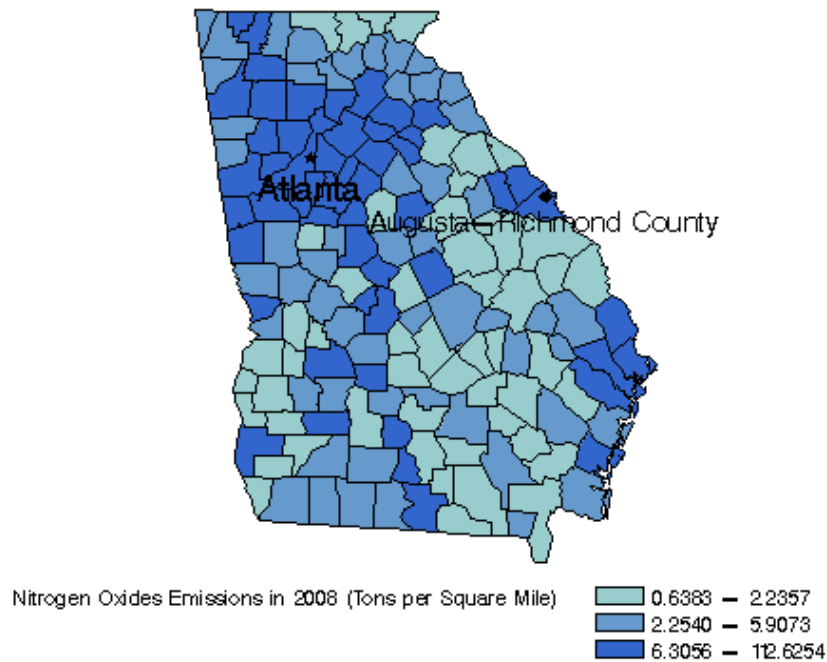 Atlanta
Augusta-Richmond County
Nitrogen Oxides Emissions in 2008 (Tons per Square Mile)
0.6383 – 2.2357
2.2540 – 5.9073
6.3056 – 112.6254